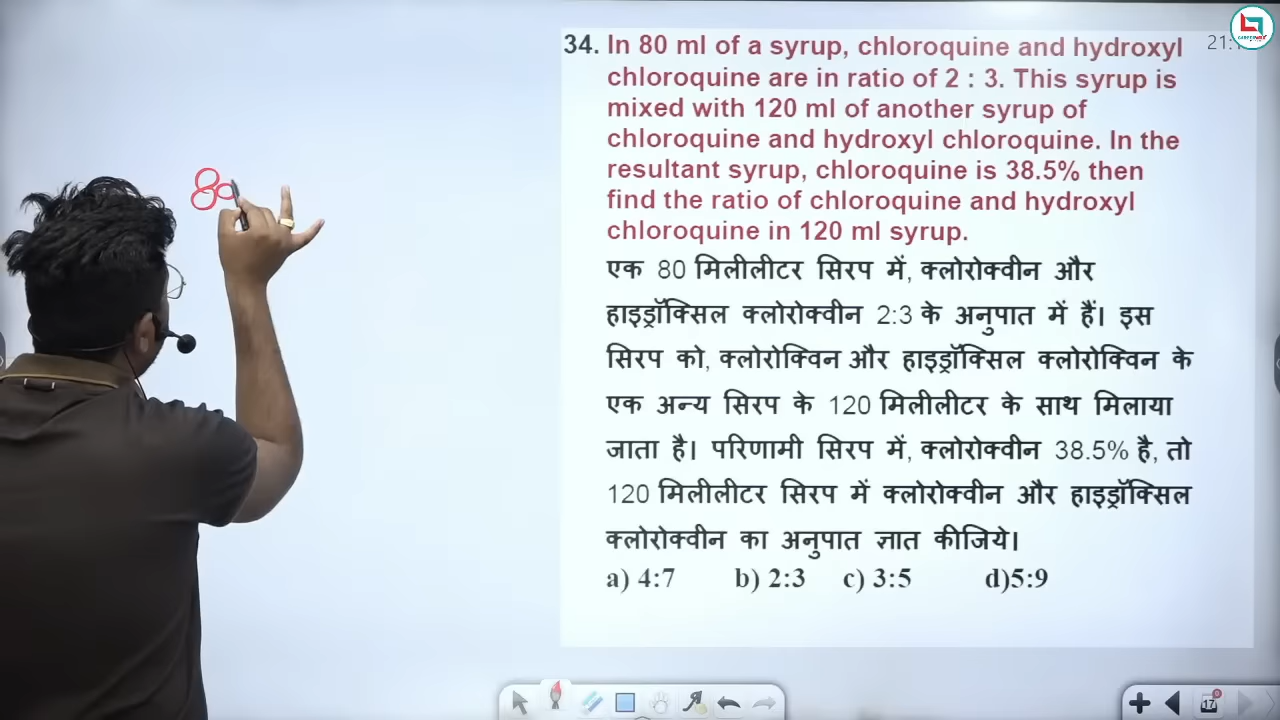 80
34. In 80 ml of a syrup, chloroquine and hydroxyl
chloroquine are in ratio of 2 : 3. This syrup is
mixed with 120 ml of another syrup of
chloroquine and hydroxyl chloroquine. In the
resultant syrup, chloroquine is 38.5% then
find the ratio of chloroquine and hydroxyl
chloroquine in 120 ml syrup.
एक 80 मिलीलीटर सिरप में, क्लोरोक्वीन और
हाइड्रॉक्सिल क्लोरोक्वीन 2:3 के अनुपात में हैं। इस
सिरप को, क्लोरोक्विन और हाइड्रॉक्सिल क्लोरोक्विन के
एक अन्य सिरप के 120 मिलीलीटर के साथ मिलाया
जाता है। परिणामी सिरप में, क्लोरोक्वीन 38.5% है, तो
120 मिलीलीटर सिरप में क्लोरोक्वीन और हाइड्रॉक्सिल
क्लोरोक्वीन का अनुपात ज्ञात कीजिये।
a) 4:7 b) 2:3 c) 3:5 d)5:9
17